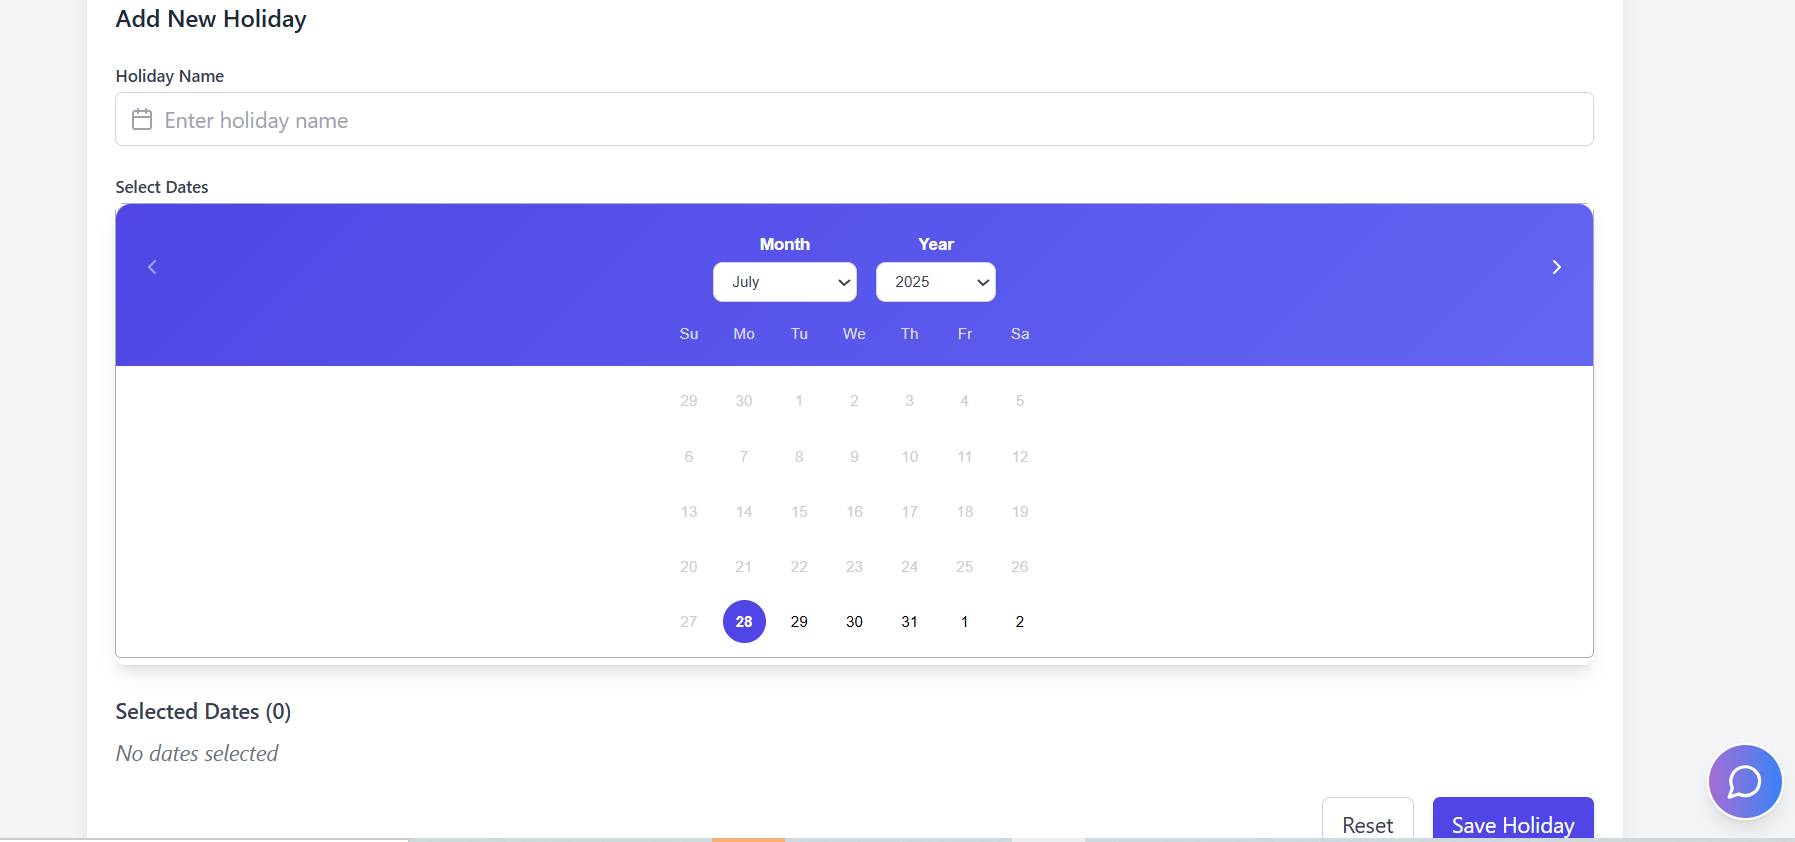 Add New Holiday
Holiday Name
Enter holiday name
Select Dates
Month Year
July 2025
Su Mo Tu We Th Fr Sa
29 30 1 2 3 4 5
6 7 8 9 10 11 12
13 14 15 16 17 18 19
20 21 22 23 24 25 26
27 28 29 30 31 1 2
Selected Dates (0)
No dates selected
Reset Save Holiday